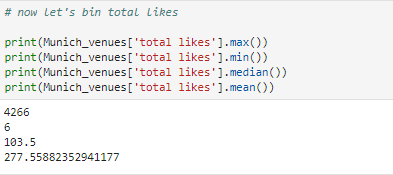 # now let's bin total likes
print(Munich_venues['total likes'].max())
print(Munich_venues['total likes'].min())
print(Munich_venues['total likes'].median())
print(Munich_venues['total likes'].mean())
4266
6
103.5
277.55882352941177